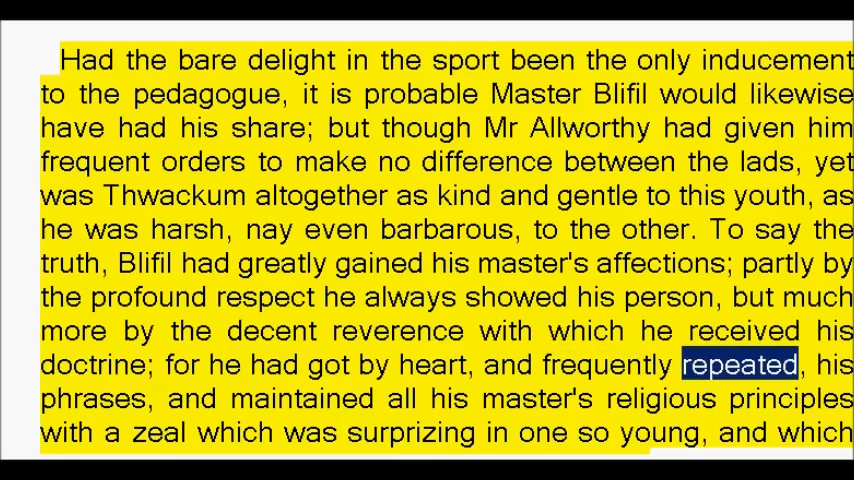 Had the bare delight in the sport been the only inducement
to the pedagogue, it is probable Master Blifil would likewise
have had his share; but though Mr Allworthy had given him
frequent orders to make no difference between the lads, yet
was Thwackum altogether as kind and gentle to this youth, as
he was harsh, nay even barbarous, to the other. To say the
truth, Blifil had greatly gained his master's affections; partly by
the profound respect he always showed his person, but much
more by the decent reverence with which he received his
doctrine; for he had got by heart, and frequently repeated, his
phrases, and maintained all his master's religious principles
with a zeal which was surprizing in one so young, and which